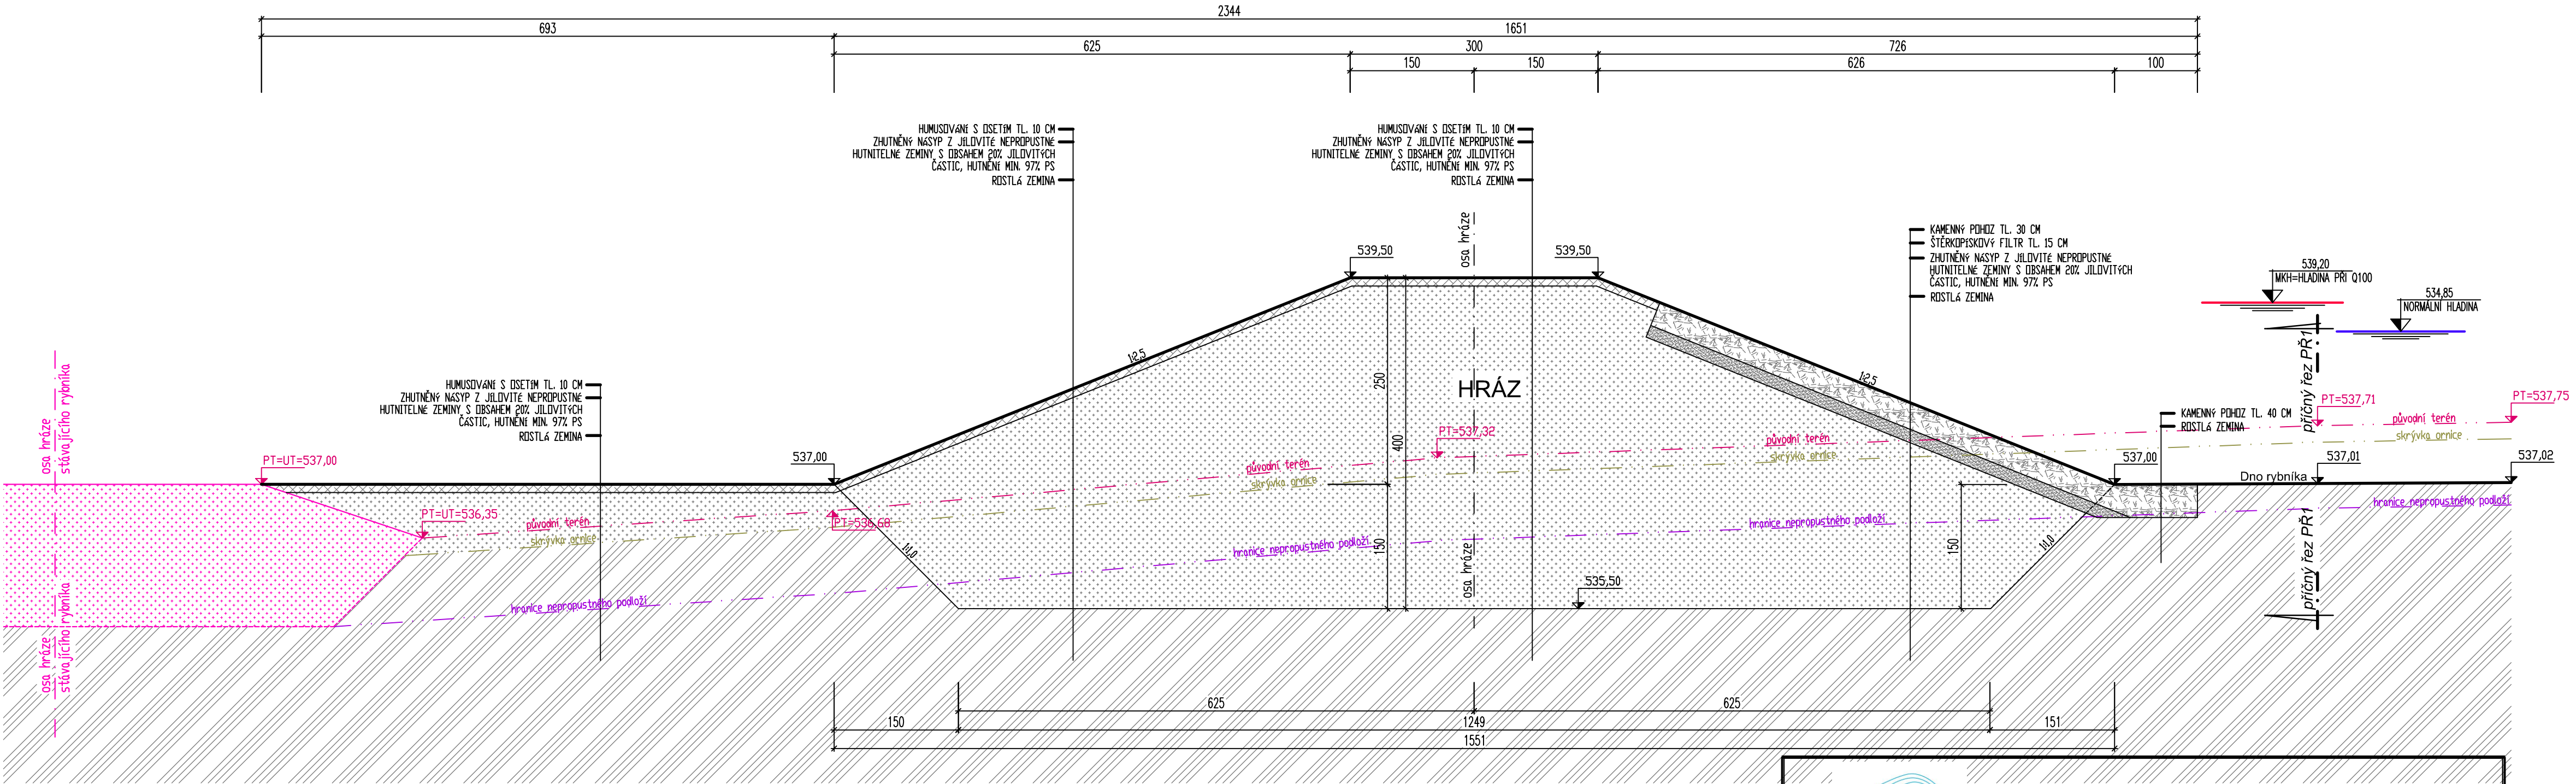 2344
693
1651
625
300
726
150
150
626
100
HUMUSOVÁNÍ S OSETÍM TL. 10 CM
ZHUTNĚNÝ NÁSYP Z JÍLOVITÉ NEPROPUSTNÉ
HUTNITELNÉ ZEMINY S OBSAHEM 20% JILOVITÝCH
ČÁSTIC, HUTNĚNÍ MIN. 97% PS
ROSTLÁ ZEMINA
HUMUSOVÁNÍ S OSETÍM TL. 10 CM
ZHUTNĚNÝ NÁSYP Z JÍLOVITÉ NEPROPUSTNÉ
HUTNITELNÉ ZEMINY S OBSAHEM 20% JILOVITÝCH
ČÁSTIC, HUTNĚNÍ MIN. 97% PS
ROSTLÁ ZEMINA
KAMENNÝ POHOZ TL. 30 CM
ŠTĚRKOPÍSKOVÝ FILTR TL. 15 CM
ZHUTNĚNÝ NÁSYP Z JÍLOVITÉ NEPROPUSTNÉ
HUTNITELNÉ ZEMINY S OBSAHEM 20% JILOVITÝCH
ČÁSTIC, HUTNĚNÍ MIN. 97% PS
ROSTLÁ ZEMINA
539,50
osa hráze
539,50
539,20
MKH=HLADINA PŘI Q100
534,85
NORMÁLNÍ HLADINA
1:2,5
1:2,5
250
HRÁZ
400
HUMUSOVÁNÍ S OSETÍM TL. 10 CM
ZHUTNĚNÝ NÁSYP Z JÍLOVITÉ NEPROPUSTNÉ
HUTNITELNÉ ZEMINY S OBSAHEM 20% JILOVITÝCH
ČÁSTIC, HUTNĚNÍ MIN. 97% PS
ROSTLÁ ZEMINA
KAMENNÝ POHOZ TL. 40 CM
ROSTLÁ ZEMINA
příčný řez PŘ1
PT=537,71
PT=537,75
původní terén
skrývka ornice
osa hráze
stávajícího rybníka
PT=UT=537,00
537,00
PT=537,32
původní terén
skrývka ornice
původní terén
skrývka ornice
537,00
Dno rybníka
537,01
537,02
PT=UT=536,35
původní terén
skrývka ornice
PT=536,68
hranice nepropustného podloží
hranice nepropustného podloží
hranice nepropustného podloží
hranice nepropustného podloží
1:1,0
150
osa hráze
535,50
150
1:1,0
příčný řez PŘ1
osa hráze
stávajícího rybníka
625
625
150
1249
151
1551